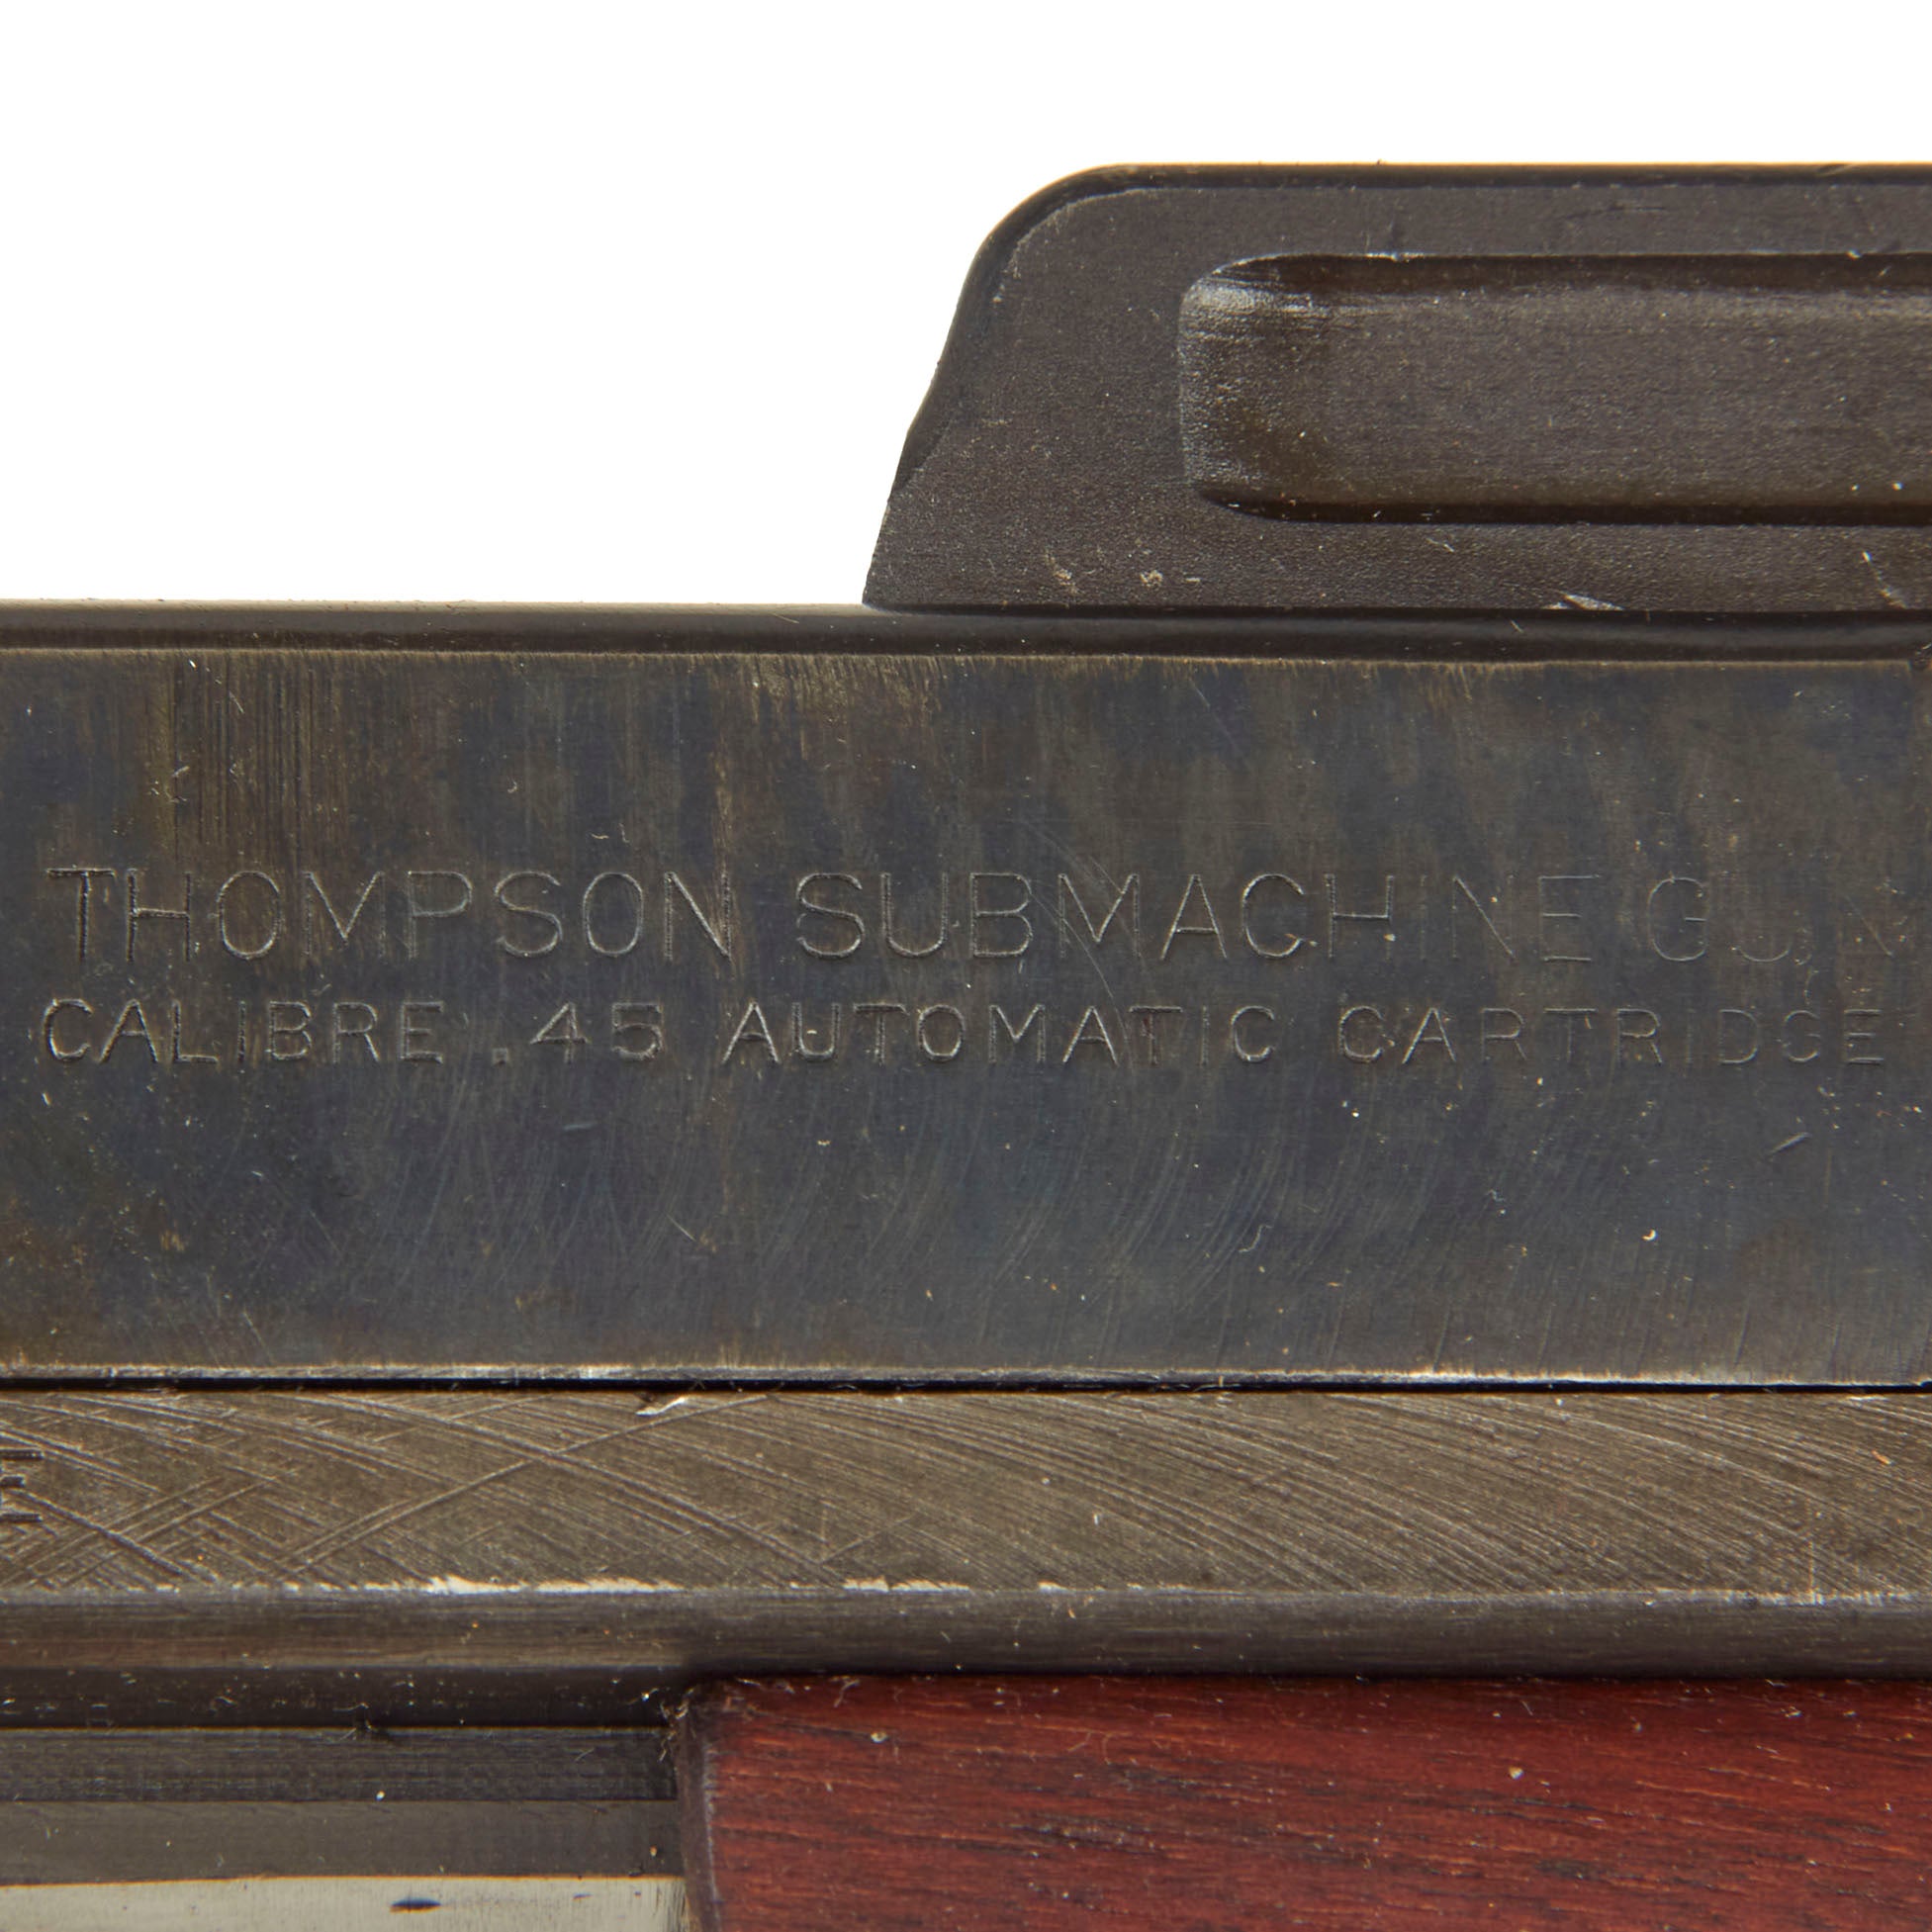 THOMPSON SUBMACHINE GUN
CALIBRE .45 AUTOMATIC CARTRIDGE
E